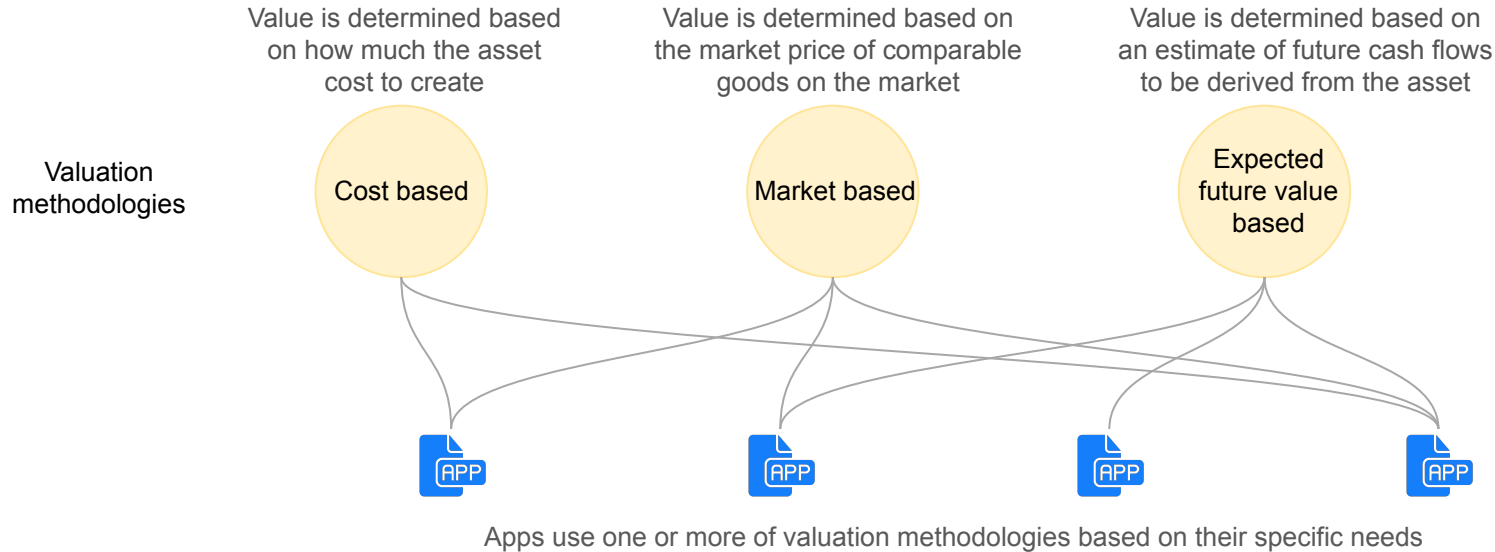 Value is determined based
on how much the asset
cost to create
Value is determined based on
the market price of comparable
goods on the market
Value is determined based on
an estimate of future cash flows
to be derived from the asset
Valuation
methodologies
Cost based
Market based
Expected
future value
based
APP
APP
APP
APP
Apps use one or more of valuation methodologies based on their specific needs